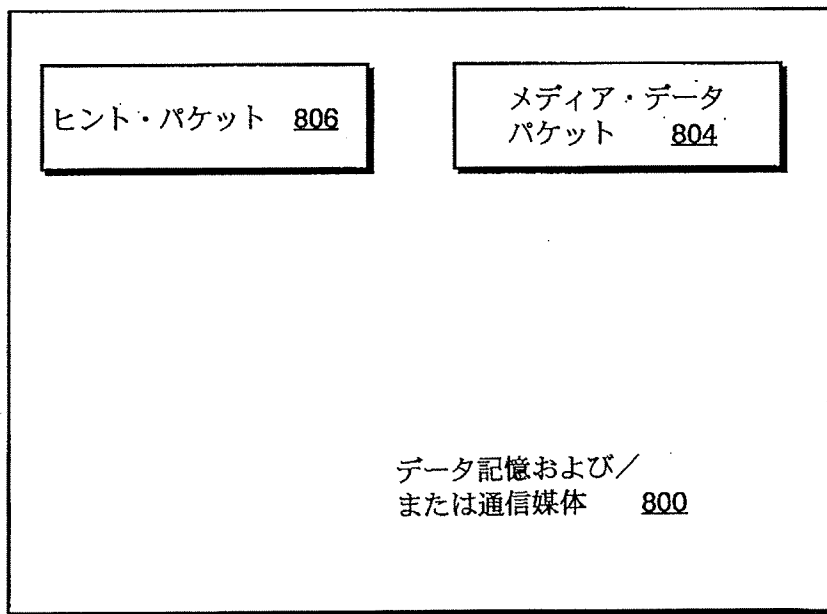 ヒント・パケット 806
メディア・データ
パケット 804
データ記憶および／
または通信媒体 800